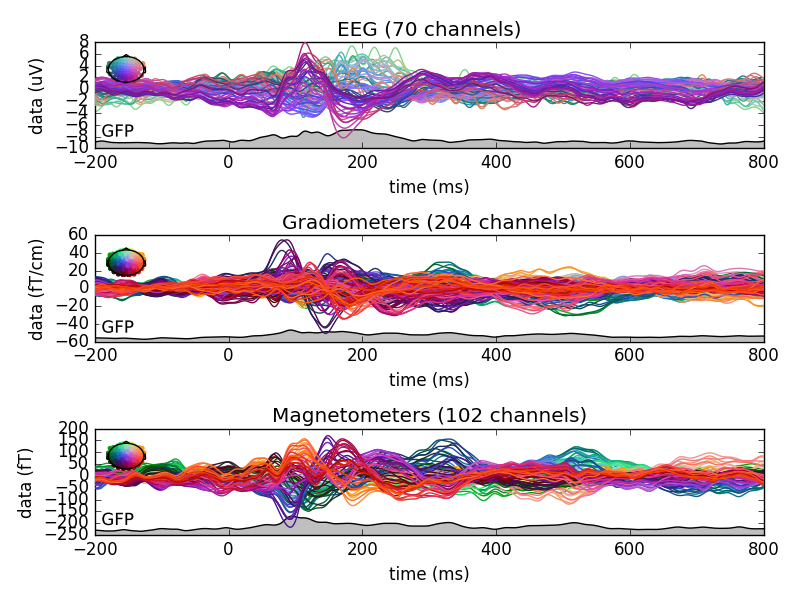 EEG (70 channels)
8
6
4
2
0
−2
−4
−6
−8
−10
data (uV)
GFP
−200 0 200 400 600 800
time (ms)
Gradiometers (204 channels)
60
40
20
0
−20
−40
−60
data (fT/cm)
GFP
−200 0 200 400 600 800
time (ms)
Magnetometers (102 channels)
200
150
100
50
0
−50
−100
−150
−200
−250
data (fT)
GFP
−200 0 200 400 600 800
time (ms)